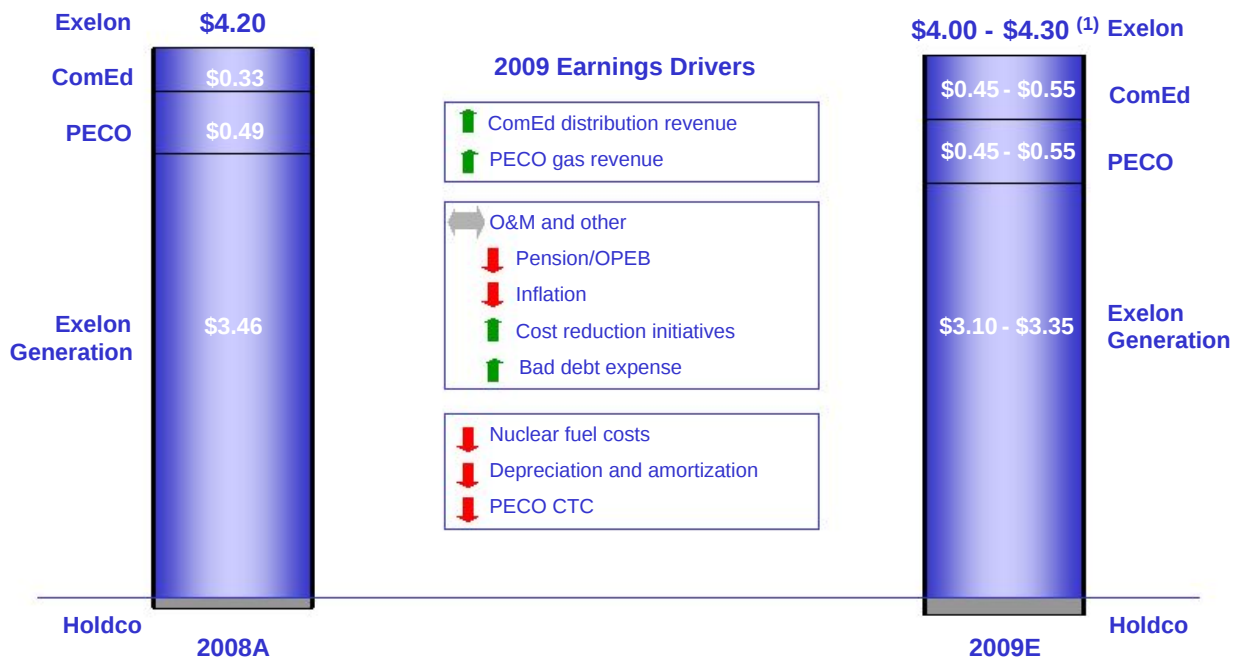 Exelon
$4.20
ComEd
$0.33
PECO
$0.49
Exelon
Generation
$3.46
Holdco
2008A
2009 Earnings Drivers
ComEd distribution revenue
PECO gas revenue
O&M and other
Pension/OPEB
Inflation
Cost reduction initiatives
Bad debt expense
Nuclear fuel costs
Depreciation and amortization
PECO CTC
$4.00 - $4.30 (1) Exelon
$0.45 - $0.55
ComEd
$0.45 - $0.55
PECO
$3.10 - $3.35
Exelon
Generation
Holdco
2009E